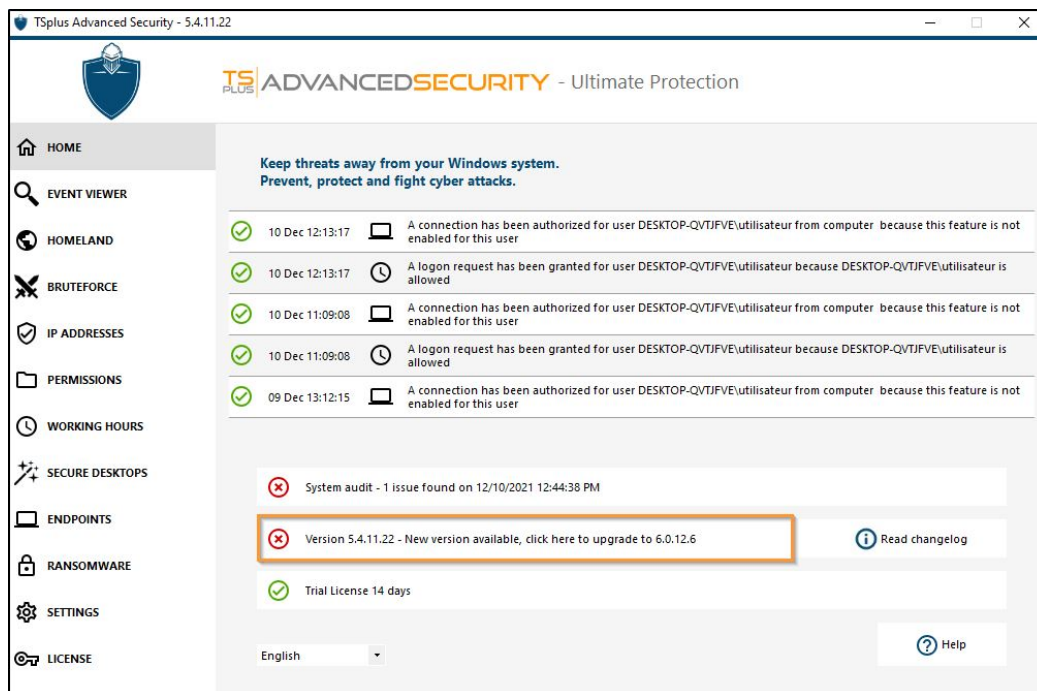 TSplus Advanced Security - 5.4.11.22
TS PLUS ADVANCEDSECURITY - Ultimate Protection
HOME
EVENT VIEWER
HOMELAND
BRUTEFORCE
IP ADDRESSES
PERMISSIONS
WORKING HOURS
SECURE DESKTOPS
ENDPOINTS
RANSOMWARE
SETTINGS
LICENSE
Keep threats away from your Windows system.
Prevent, protect and fight cyber attacks.
10 Dec 12:13:17 A connection has been authorized for user DESKTOP-QVTJFVE\utilisateur from computer because this feature is not
enabled for this user
10 Dec 12:13:17 A logon request has been granted for user DESKTOP-QVTJFVE\utilisateur because DESKTOP-QVTJFVE\utilisateur is
allowed
10 Dec 11:09:08 A connection has been authorized for user DESKTOP-QVTJFVE\utilisateur from computer because this feature is not
enabled for this user
10 Dec 11:09:08 A logon request has been granted for user DESKTOP-QVTJFVE\utilisateur because DESKTOP-QVTJFVE\utilisateur is
allowed
09 Dec 13:12:15 A connection has been authorized for user DESKTOP-QVTJFVE\utilisateur from computer because this feature is not
enabled for this user
System audit - 1 issue found on 12/10/2021 12:44:38 PM
Version 5.4.11.22 - New version available, click here to upgrade to 6.0.12.6
Read changelog
Trial License 14 days
English
Help